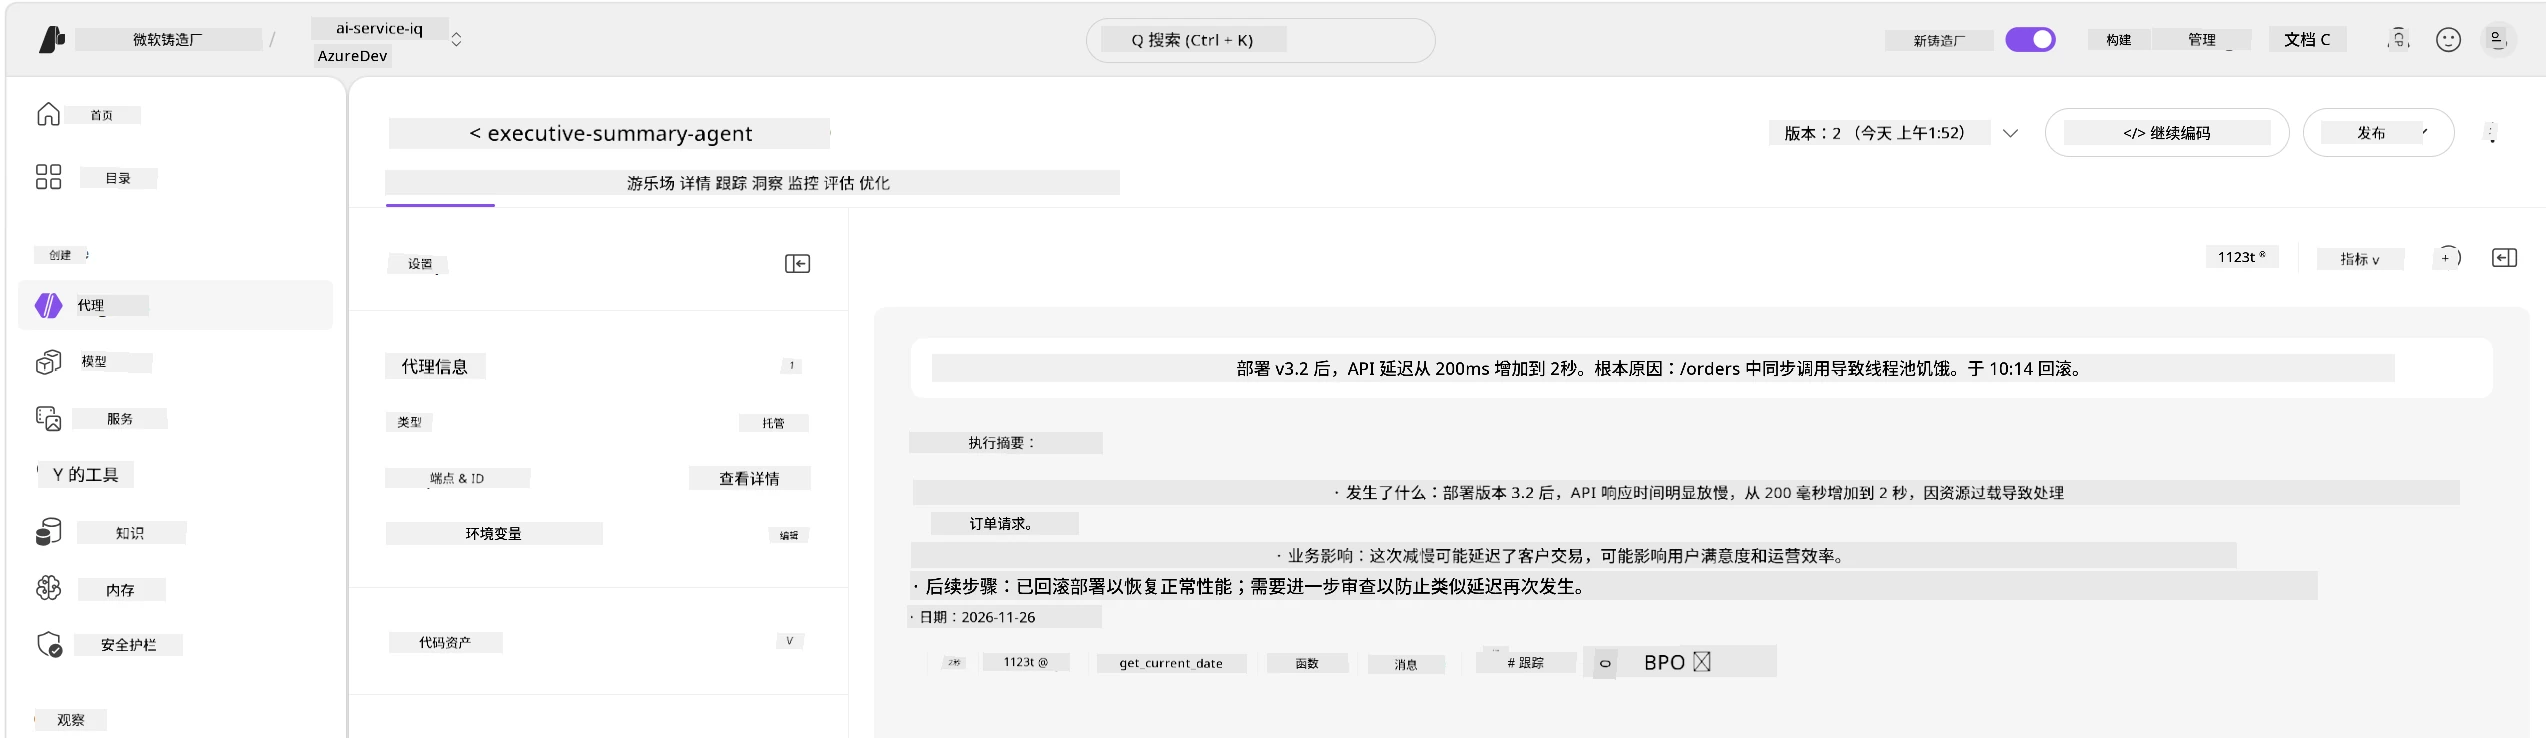 微软铸造厂 /
ai-service-iq
AzureDev
Q 搜索 (Ctrl + K)
新铸造厂
构建
管理
文档 C
首页
目录
创建
代理
模型
服务
Y 的工具
知识
内存
安全护栏
观察
< executive-summary-agent
版本：2 （今天 上午1:52）
</> 继续编码
发布
游乐场 详情 跟踪 洞察 监控 评估 优化
设置
代理信息
类型
托管
端点 & ID
查看详情
环境变量
编辑
代码资产
V
1123t
指标 v
+
部署 v3.2 后，API 延迟从 200ms 增加到 2秒。根本原因：/orders 中同步调用导致线程池饥饿。于 10:14 回滚。
执行摘要：
· 发生了什么：部署版本 3.2 后，API 响应时间明显放慢，从 200 毫秒增加到 2 秒，因资源过载导致处理
订单请求。
· 业务影响：这次减慢可能延迟了客户交易，可能影响用户满意度和运营效率。
· 后续步骤：已回滚部署以恢复正常性能；需要进一步审查以防止类似延迟再次发生。
· 日期：2026-11-26
2秒 1123t @ get_current_date 函数 消息 # 跟踪 BPO